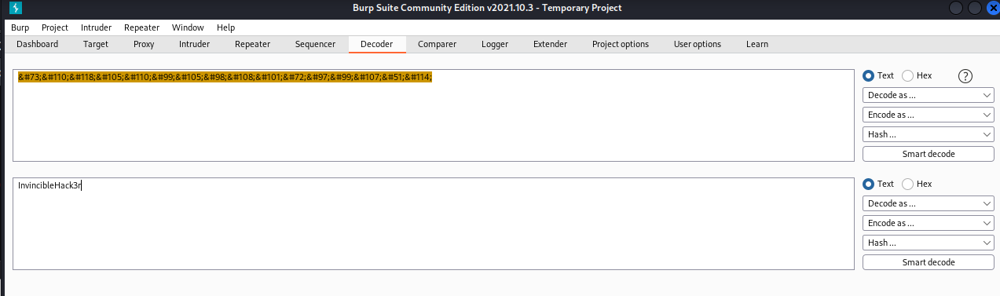 Burp Suite Community Edition v2021.10.3 - Temporary Project
Burp Project Intruder Repeater Window Help
Dashboard Target Proxy Intruder Repeater Sequencer Decoder Comparer Logger Extender Project options User options Learn
&#73;&#110;&#118;&#105;&#110;&#99;&#105;&#98;&#108;&#101;&#72;&#97;&#99;&#107;&#51;&#114;
Text Hex ?
Decode as ...
Encode as ...
Hash ...
Smart decode
InvincibleHack3r
Text Hex
Decode as ...
Encode as ...
Hash ...
Smart decode